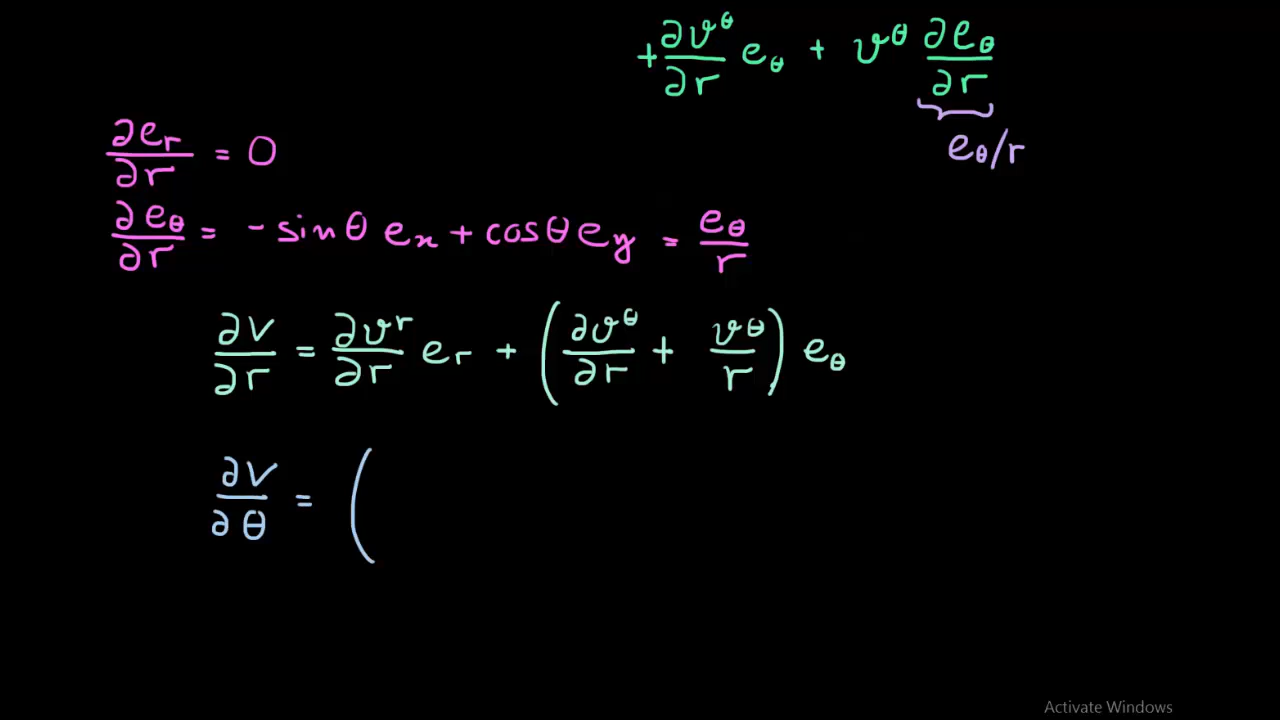 + ∂v^θ/∂r e_θ + v^θ ∂e_θ/∂r
e_θ/r
∂e_r/∂r = 0
∂e_θ/∂r = - sinθ e_x + cosθ e_y = e_θ/r
∂v/∂r = ∂v^r/∂r e_r + (∂v^θ/∂r + v^θ/r) e_θ
∂v/∂θ = (
Activate Windows